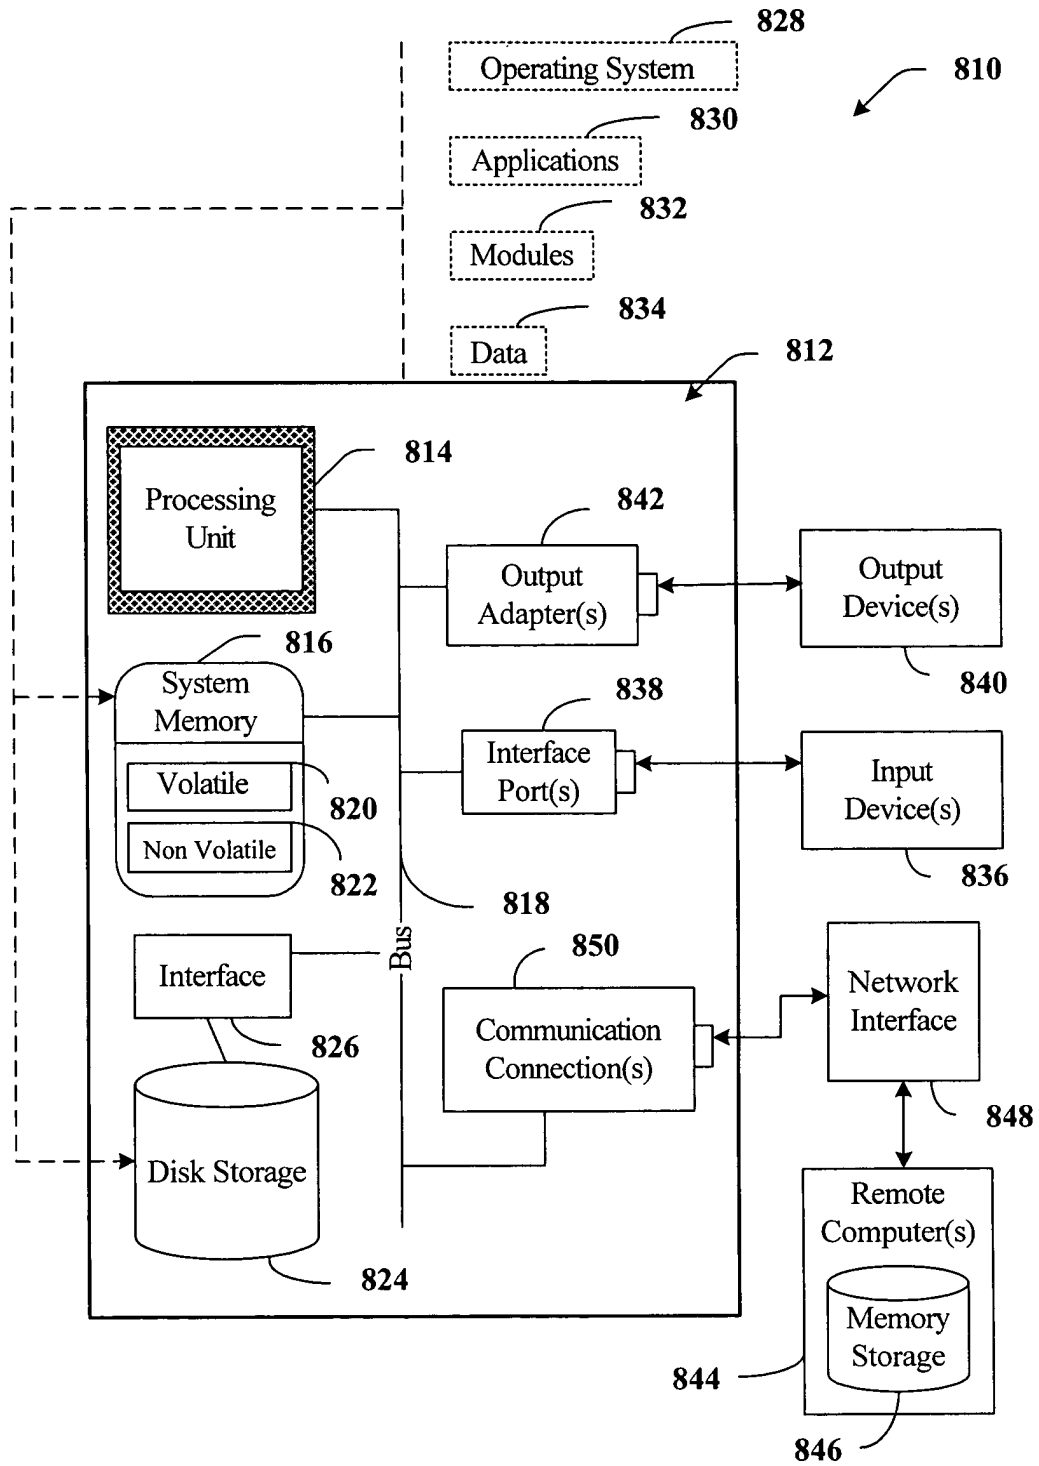 828
Operating System
810
830
Applications
832
Modules
834
Data
812
814
Processing
Unit
842
Output
Adapter(s)
Output
Device(s)
840
816
System
Memory
838
Interface
Port(s)
Input
Device(s)
836
Volatile
820
Non Volatile
822
818
Bus
850
Interface
826
Communication
Connection(s)
Network
Interface
848
Disk Storage
824
Remote
Computer(s)
Memory
Storage
844
846